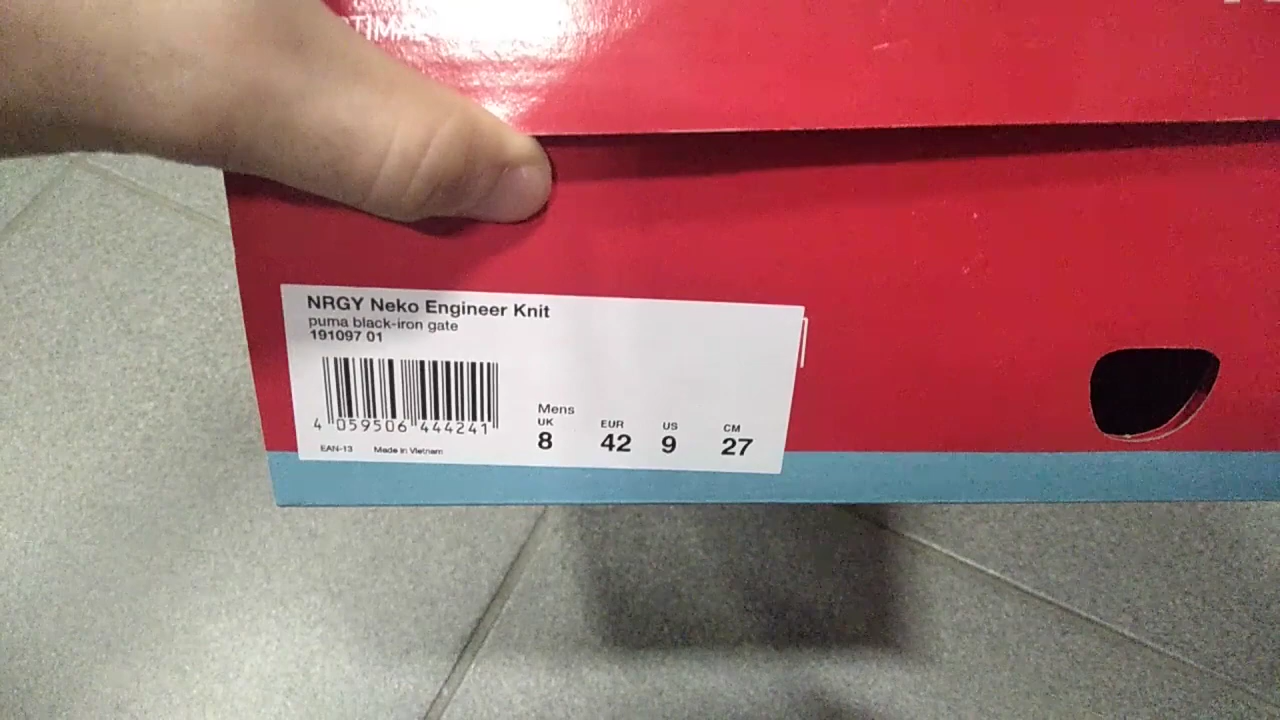 NRGY Neko Engineer Knit
puma black-iron gate
191097 01
4 059506 444241
EAN-13 Made in Vietnam
Mens
UK EUR US CM
8 42 9 27